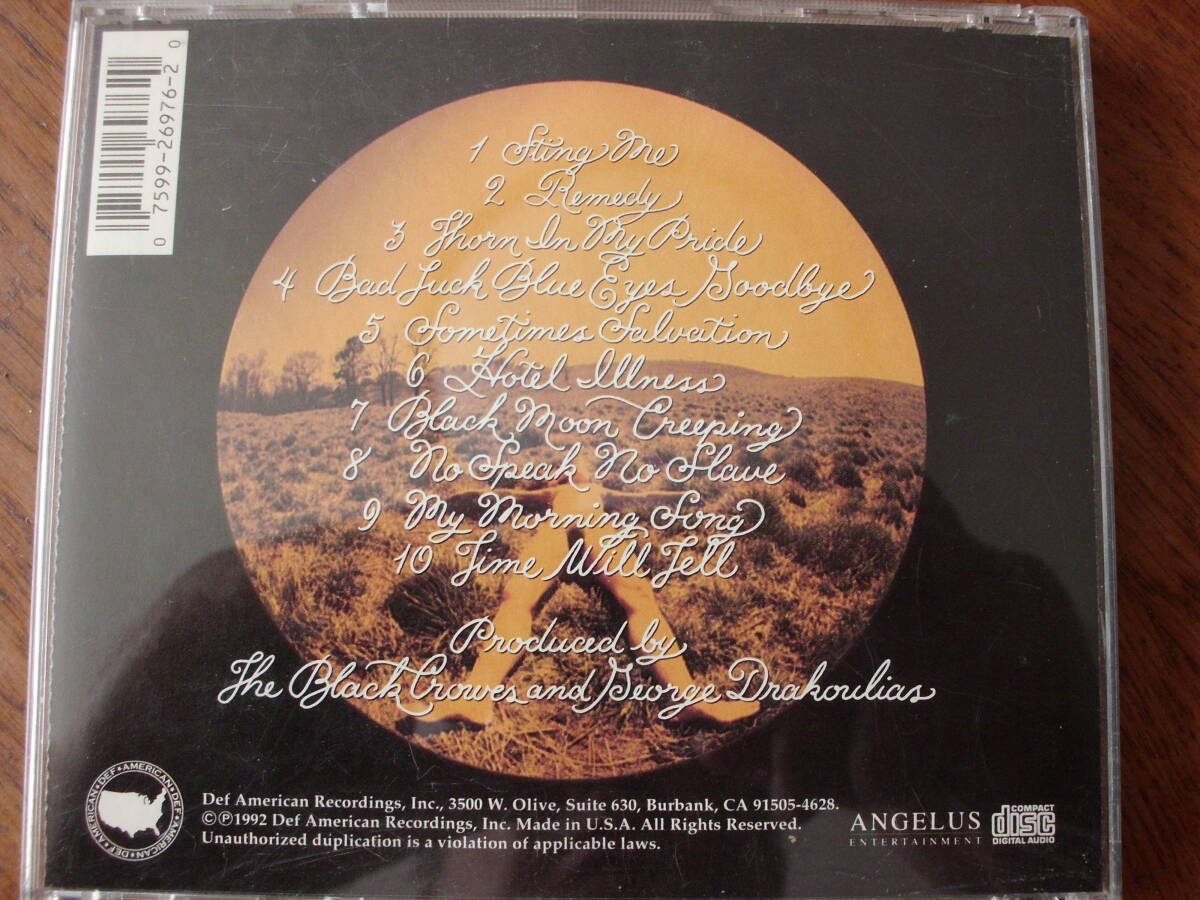 0 7599-26976-2 0
1 Sting Me
2 Remedy
3 Thorn In My Pride
4 Bad Luck Blue Eyes Goodbye
5 Sometimes Salvation
6 Hotel Illness
7 Black Moon Creeping
8 No Speak No Slave
9 My Morning Song
10 Time Will Tell
Produced by
The Black Crowes and George Drakoulias
DEF★AMERICAN★DEF★AMERICAN★DEF★AMERICAN★
Def American Recordings, Inc., 3500 W. Olive, Suite 630, Burbank, CA 91505-4628.
©℗1992 Def American Recordings, Inc. Made in U.S.A. All Rights Reserved.
Unauthorized duplication is a violation of applicable laws.
ANGELUS
ENTERTAINMENT
COMPACT
disc
DIGITAL AUDIO